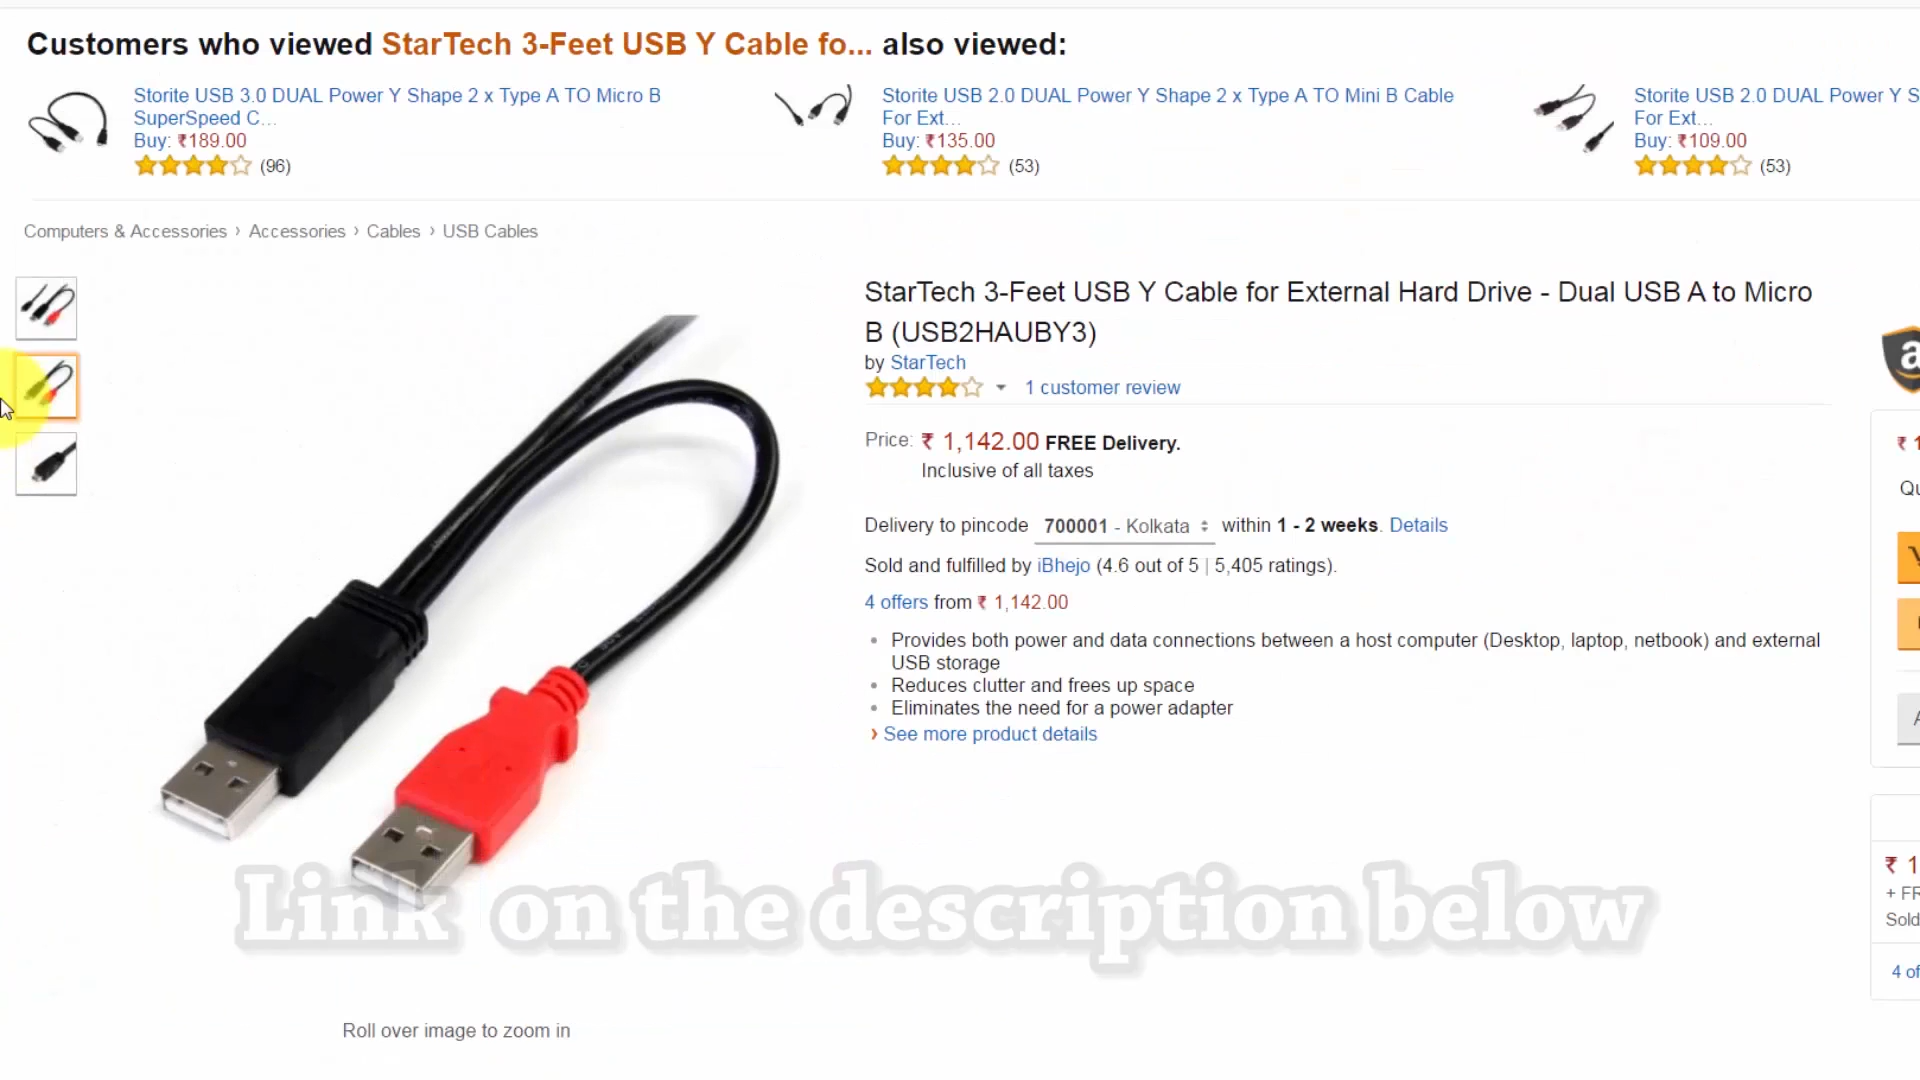 Customers who viewed StarTech 3-Feet USB Y Cable fo... also viewed:
Storite USB 3.0 DUAL Power Y Shape 2 x Type A TO Micro B
SuperSpeed C...
Buy: ₹189.00
(96)
Storite USB 2.0 DUAL Power Y Shape 2 x Type A TO Mini B Cable
For Ext...
Buy: ₹135.00
(53)
Storite USB 2.0 DUAL Power Y S
For Ext...
Buy: ₹109.00
(53)
Computers & Accessories › Accessories › Cables › USB Cables
StarTech 3-Feet USB Y Cable for External Hard Drive - Dual USB A to Micro
B (USB2HAUBY3)
by StarTech
1 customer review
Price: ₹ 1,142.00 FREE Delivery.
Inclusive of all taxes
Delivery to pincode 700001 - Kolkata within 1 - 2 weeks. Details
Sold and fulfilled by iBhejo (4.6 out of 5 | 5,405 ratings).
4 offers from ₹ 1,142.00
• Provides both power and data connections between a host computer (Desktop, laptop, netbook) and external
USB storage
• Reduces clutter and frees up space
• Eliminates the need for a power adapter
› See more product details
₹ 1
Qu
₹ 1
+ FR
Sold
4 of
Link on the description below
Roll over image to zoom in